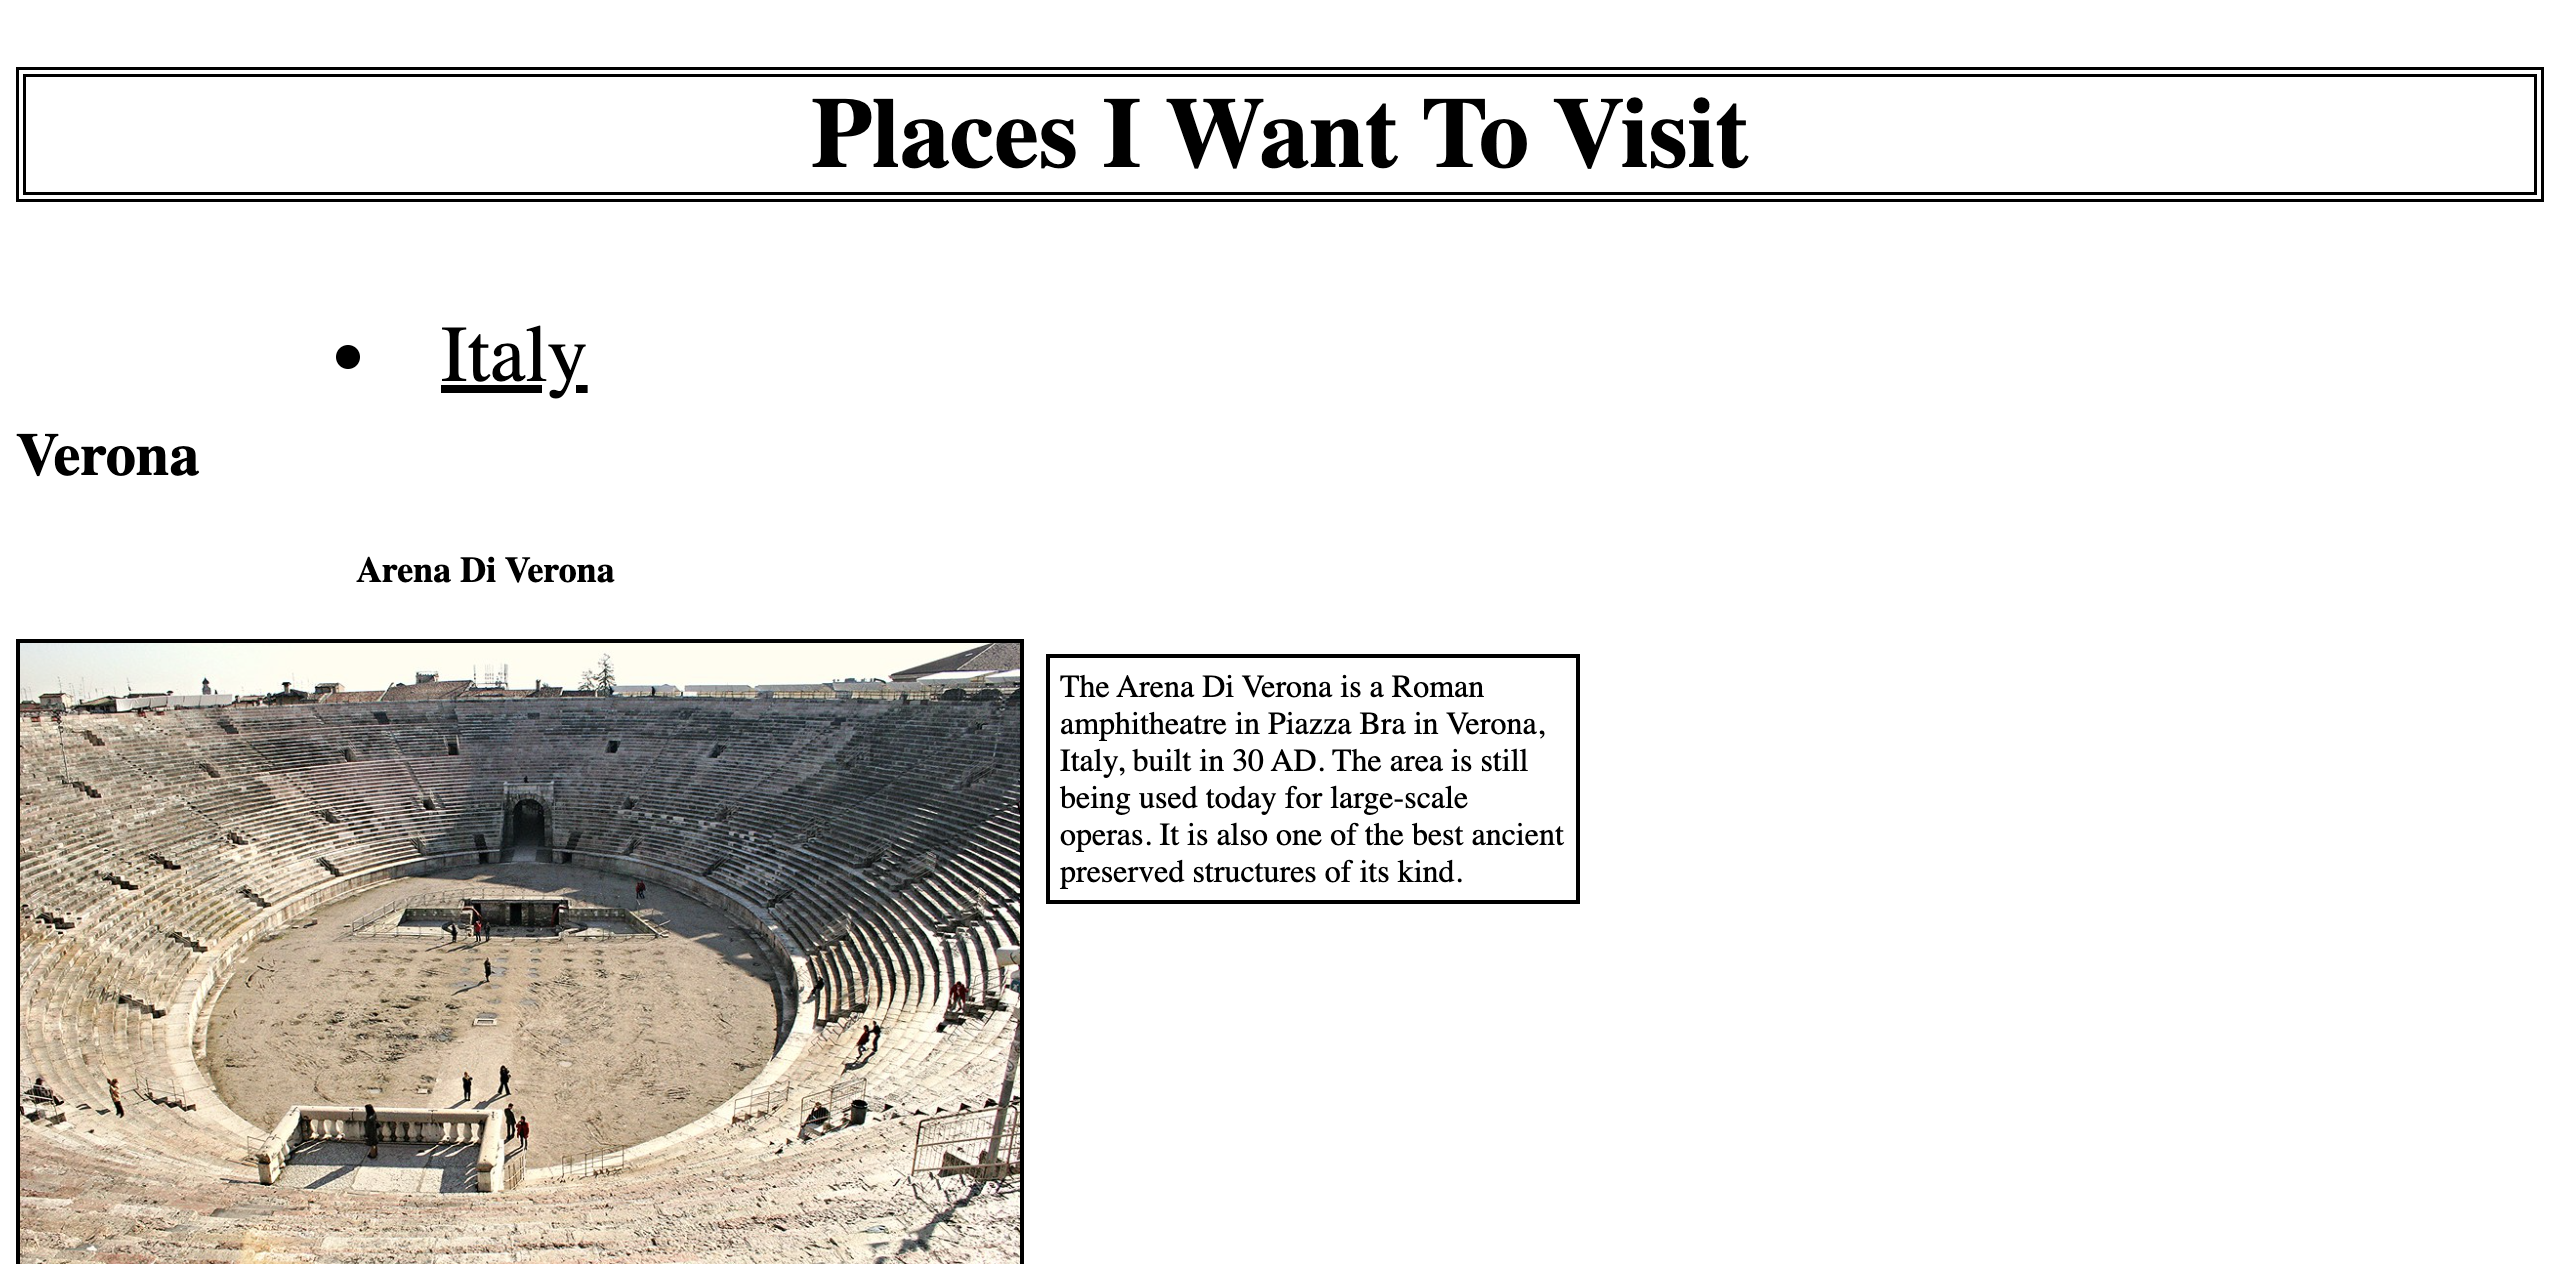 Places I Want To Visit
Italy
Verona
Arena Di Verona
The Arena Di Verona is a Roman
amphitheatre in Piazza Bra in Verona,
Italy, built in 30 AD. The area is still
being used today for large-scale
operas. It is also one of the best ancient
preserved structures of its kind.